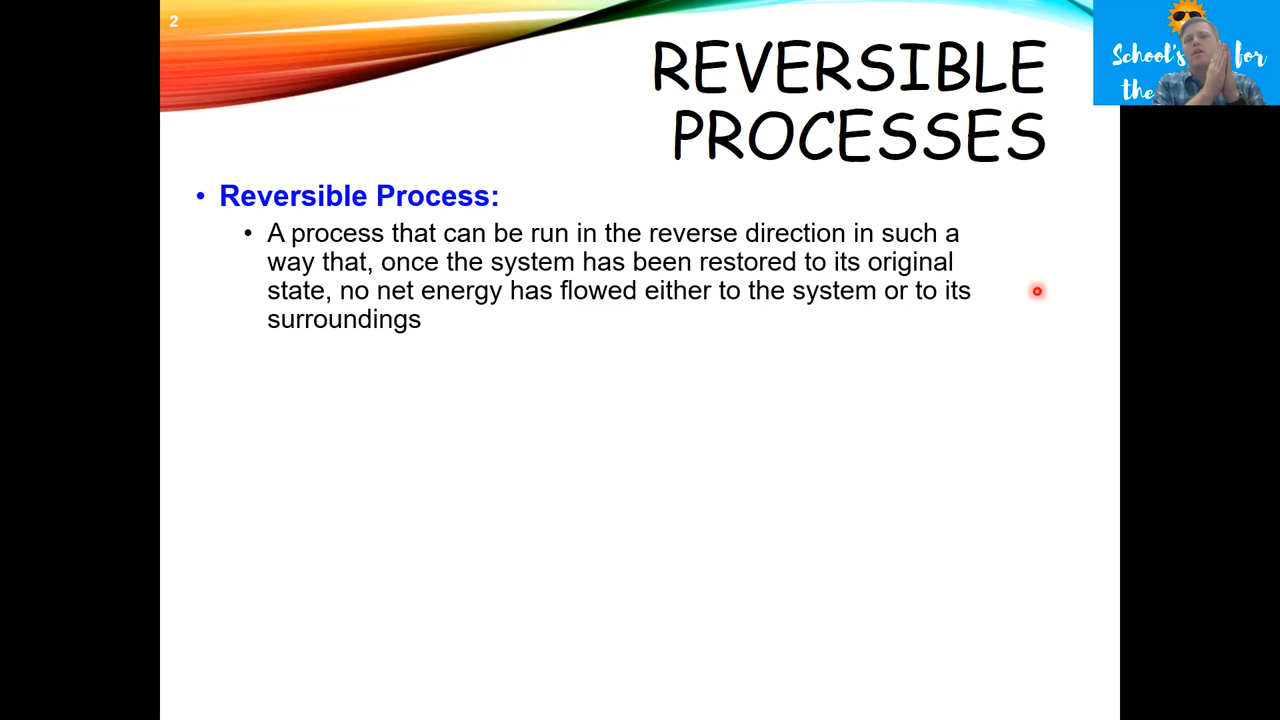 2
REVERSIBLE
PROCESSES
School's for
the
• Reversible Process:
• A process that can be run in the reverse direction in such a
way that, once the system has been restored to its original
state, no net energy has flowed either to the system or to its
surroundings